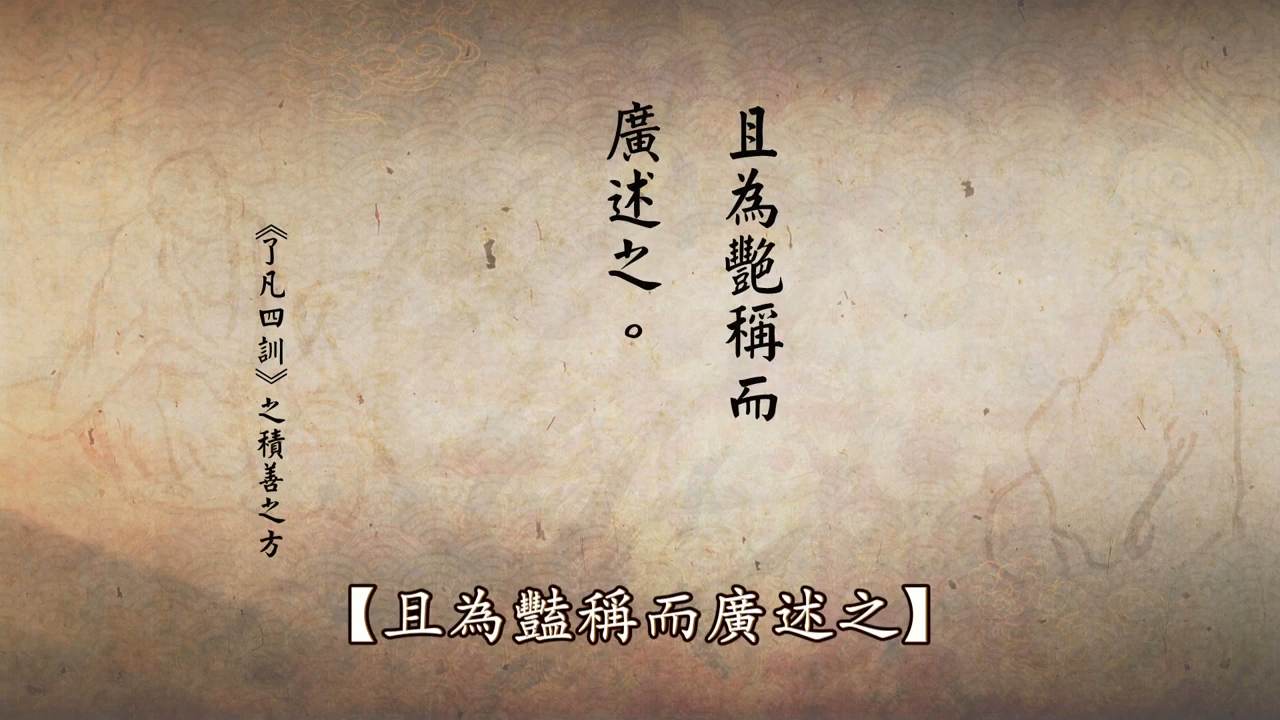 且為艷稱而
廣述之。
《了凡四訓》之積善之方
【且為豔稱而廣述之】